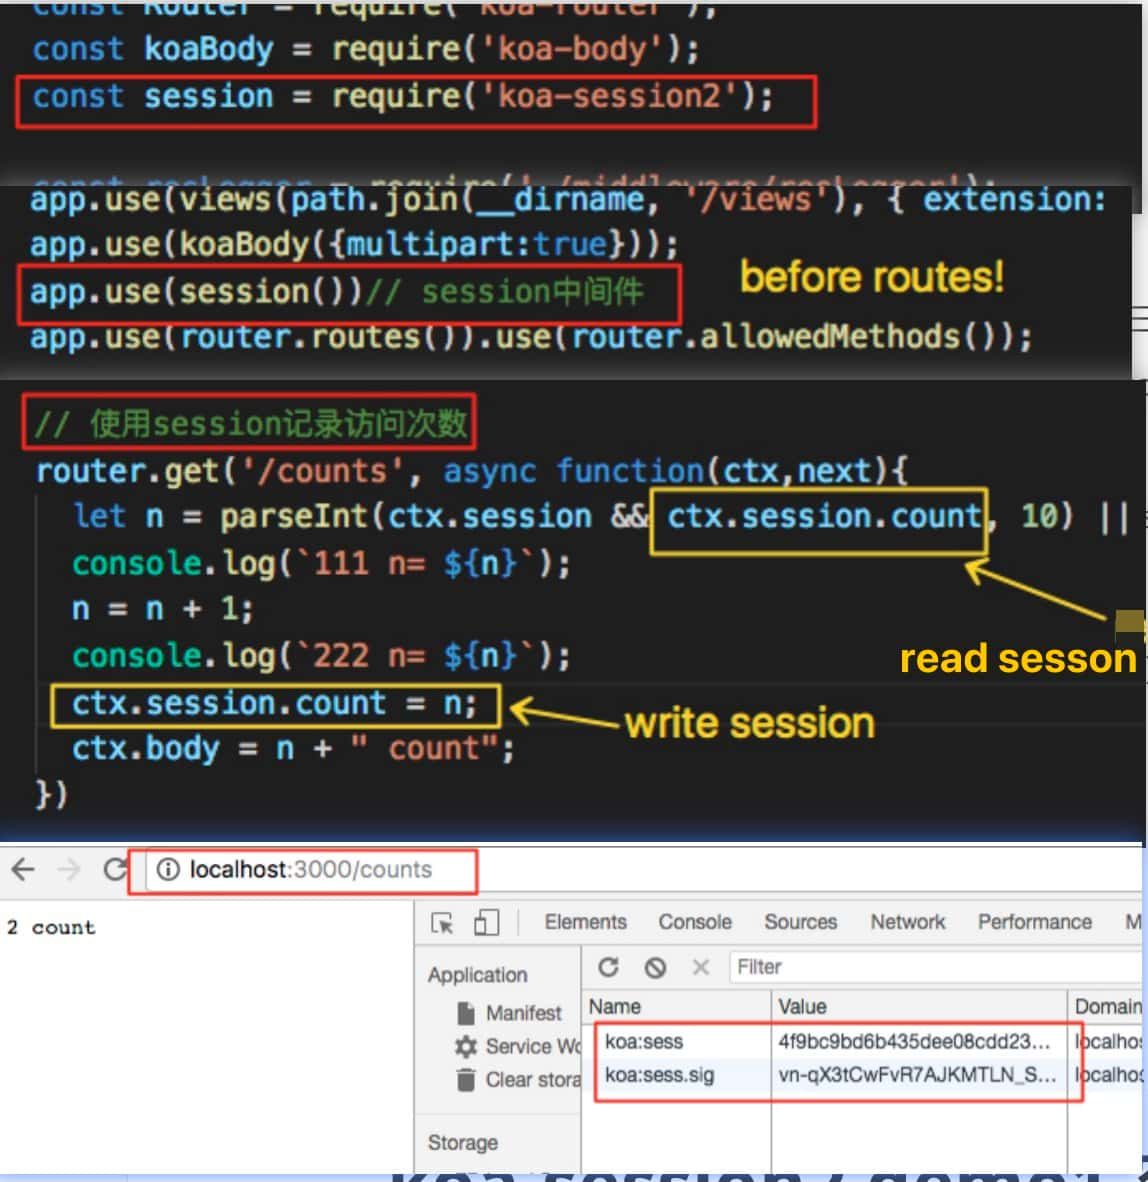 const Router = require('koa-router');
const koaBody = require('koa-body');
const session = require('koa-session2');
app.use(views(path.join(__dirname, '/views'), { extension:
app.use(koaBody({multipart:true}));
app.use(session())// session中间件
before routes!
app.use(router.routes()).use(router.allowedMethods());
// 使用session记录访问次数
router.get('/counts', async function(ctx,next){
let n = parseInt(ctx.session && ctx.session.count, 10) ||
console.log(`111 n= ${n}`);
n = n + 1;
console.log(`222 n= ${n}`);
read sesson
ctx.session.count = n;
write session
ctx.body = n + " count";
})
localhost:3000/counts
2 count
Elements Console Sources Network Performance M
Application
Filter
Manifest
Name Value Domain
Service Wo
koa:sess 4f9bc9bd6b435dee08cdd23... localhos
Clear stora
koa:sess.sig vn-qX3tCwFvR7AJKMTLN_S... localhos
Storage